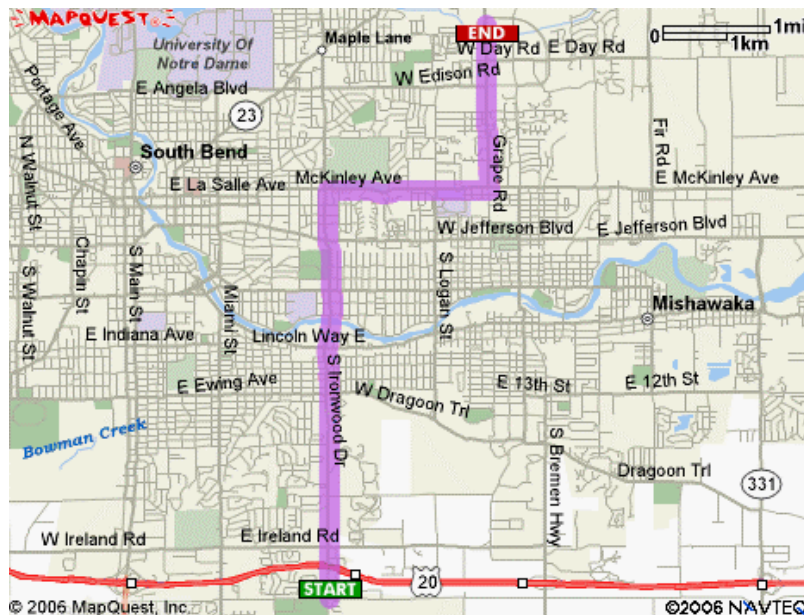 MAPQUEST
University Of
Notre Dame
Maple Lane
END
W Day Rd
E Day Rd
0
1mi
1km
W Edison Rd
Portage Ave
E Angela Blvd
23
Grape Rd
Fir Rd
N Walnut St
South Bend
E La Salle Ave
McKinley Ave
E McKinley Ave
W Jefferson Blvd
E Jefferson Blvd
Chapin St
S Main St
S Walnut St
Miami St
S Logan St
Mishawaka
E Indiana Ave
Lincoln Way E
S Ironwood Dr
E Ewing Ave
W Dragoon Trl
E 13th St
E 12th St
Bowman Creek
S Bremen Hwy
Dragoon Trl
331
W Ireland Rd
E Ireland Rd
START
20
© 2006 MapQuest, Inc.
©2006 NAVTEQ